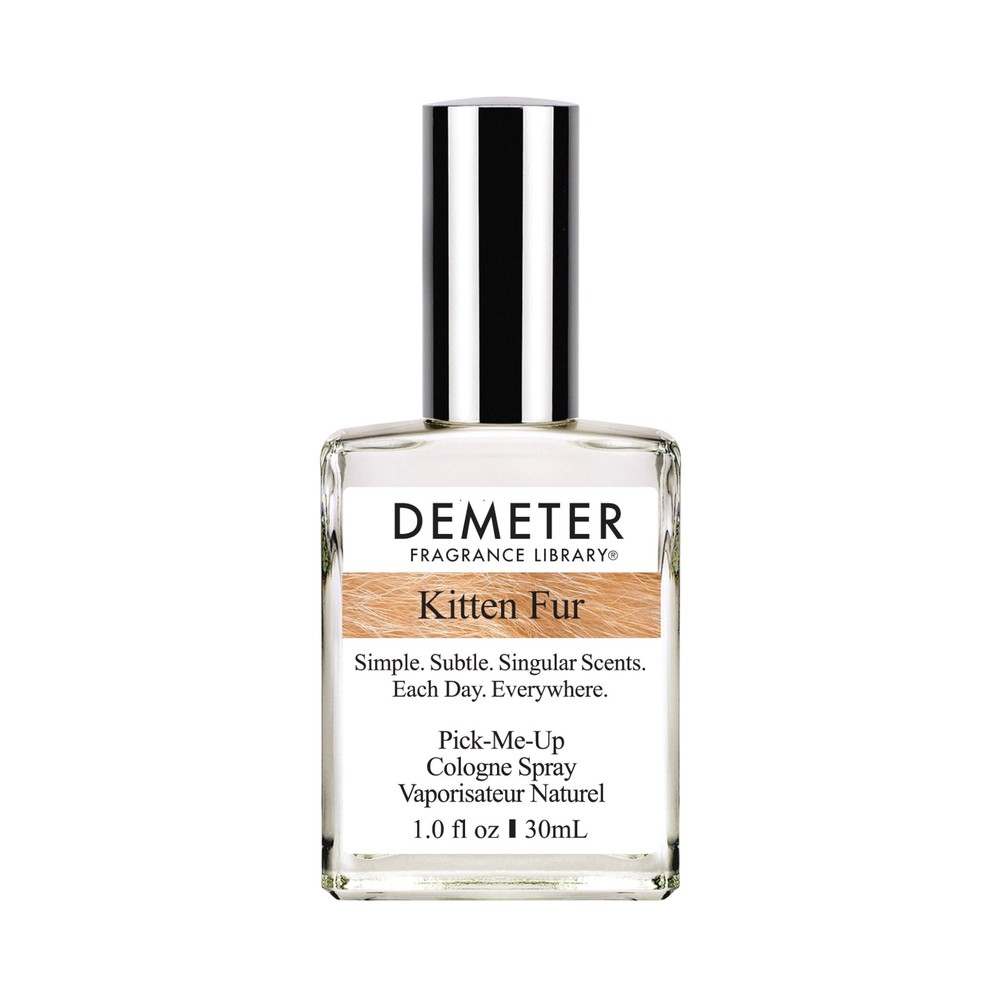 DEMETER
FRAGRANCE LIBRARY®
Kitten Fur
Simple. Subtle. Singular Scents.
Each Day. Everywhere.
Pick-Me-Up
Cologne Spray
Vaporisateur Naturel
1.0 fl oz ❚ 30mL